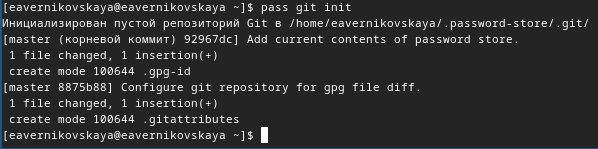 [eavernikovskaya@eavernikovskaya ~]$ pass git init
Инициализирован пустой репозиторий Git в /home/eavernikovskaya/.password-store/.git/
[master (корневой коммит) 92967dc] Add current contents of password store.
 1 file changed, 1 insertion(+)
 create mode 100644 .gpg-id
[master 8875b88] Configure git repository for gpg file diff.
 1 file changed, 1 insertion(+)
 create mode 100644 .gitattributes
[eavernikovskaya@eavernikovskaya ~]$